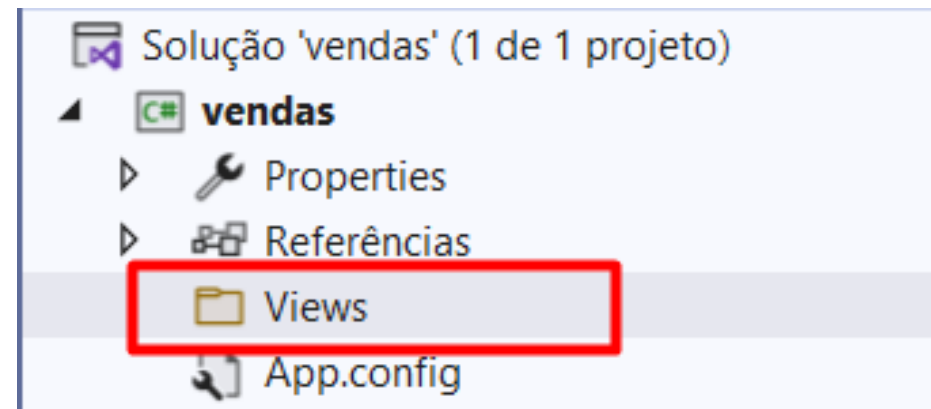 Solução 'vendas' (1 de 1 projeto)
C# vendas
Properties
Referências
Views
App.config